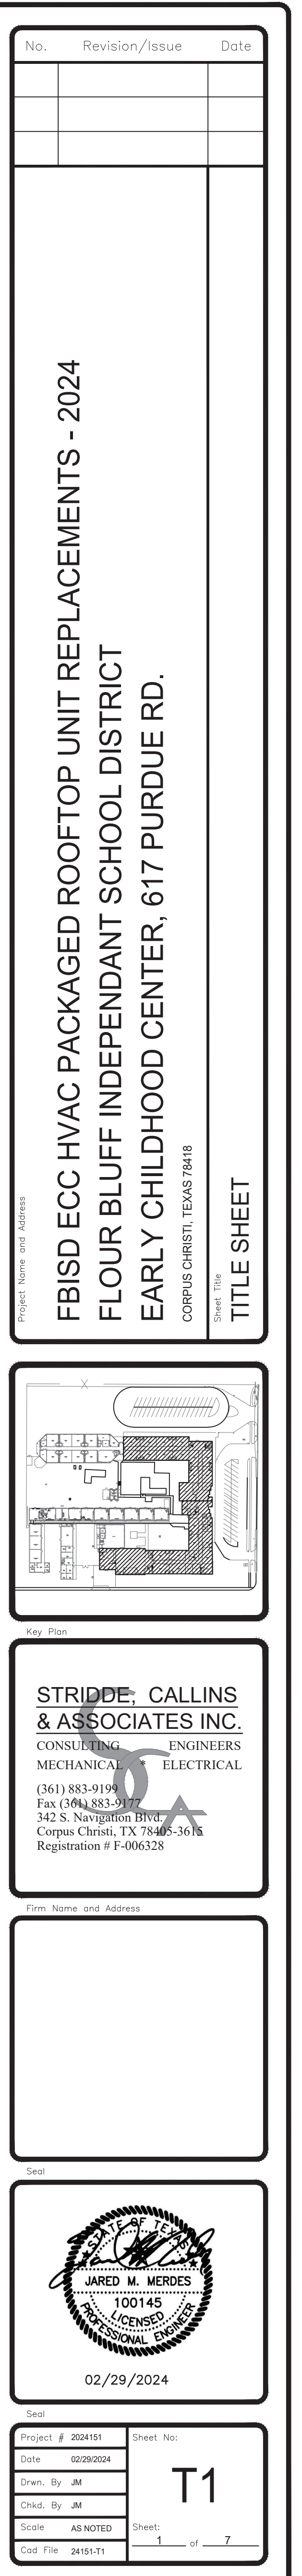 No. Revision/Issue Date
Project Name and Address
FBISD ECC HVAC PACKAGED ROOFTOP UNIT REPLACEMENTS - 2024
FLOUR BLUFF INDEPENDANT SCHOOL DISTRICT
EARLY CHILDHOOD CENTER, 617 PURDUE RD.
CORPUS CHRISTI, TEXAS 78418
Sheet Title
TITLE SHEET
Key Plan
STRIDDE, CALLINS
& ASSOCIATES INC.
CONSULTING ENGINEERS
MECHANICAL * ELECTRICAL
(361) 883-9199
Fax (361) 883-9177
342 S. Navigation Blvd.
Corpus Christi, TX 78405-3615
Registration # F-006328
SCA
Firm Name and Address
Seal
STATE OF TEXAS
JARED M. MERDES
100145
LICENSED
PROFESSIONAL ENGINEER
02/29/2024
Seal
Project # 2024151
Date 02/29/2024
Drwn. By JM
Chkd. By JM
Scale AS NOTED
Cad File 24151-T1
Sheet No:
T1
Sheet:
1 of 7